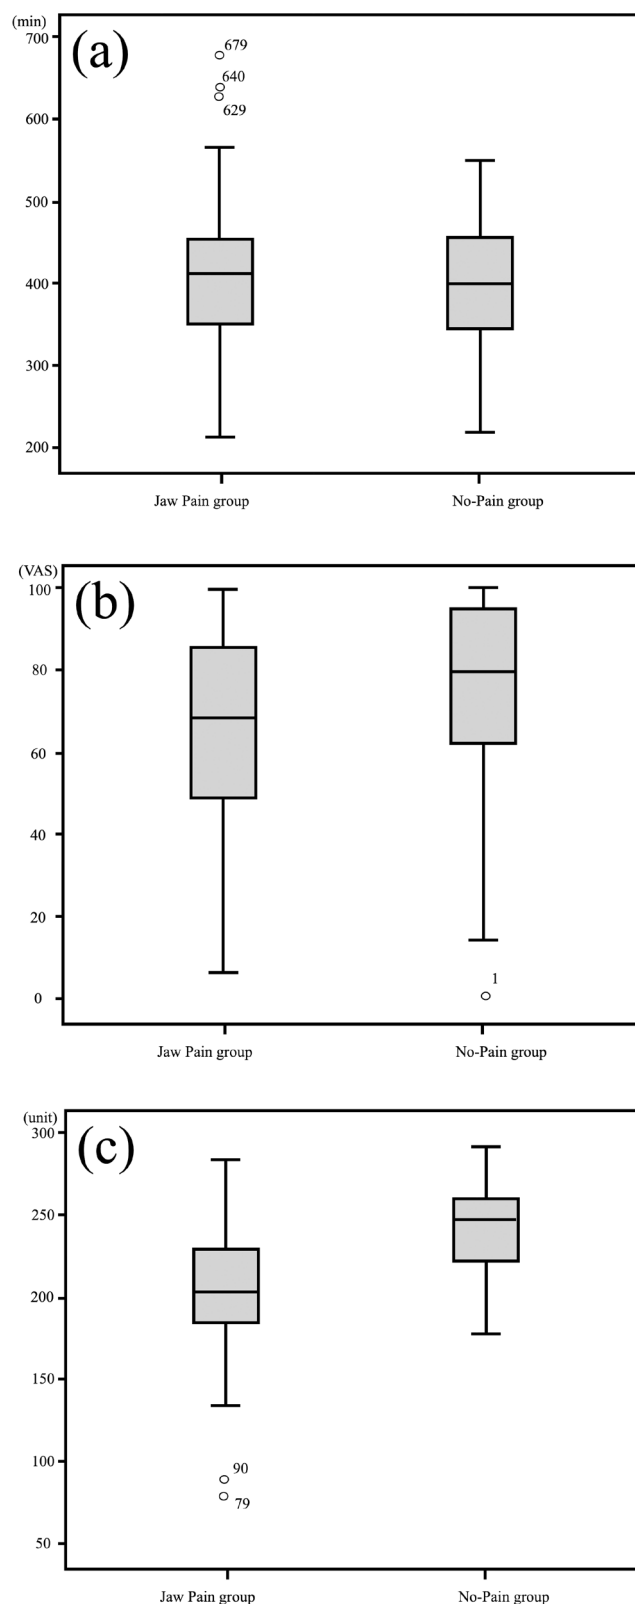 (min)
700
(a)
679
640
629
600
500
400
300
200
Jaw Pain group
No-Pain group
(VAS)
100
(b)
80
60
40
20
1
0
Jaw Pain group
No-Pain group
(unit)
300
(c)
250
200
150
100
90
79
50
Jaw Pain group
No-Pain group